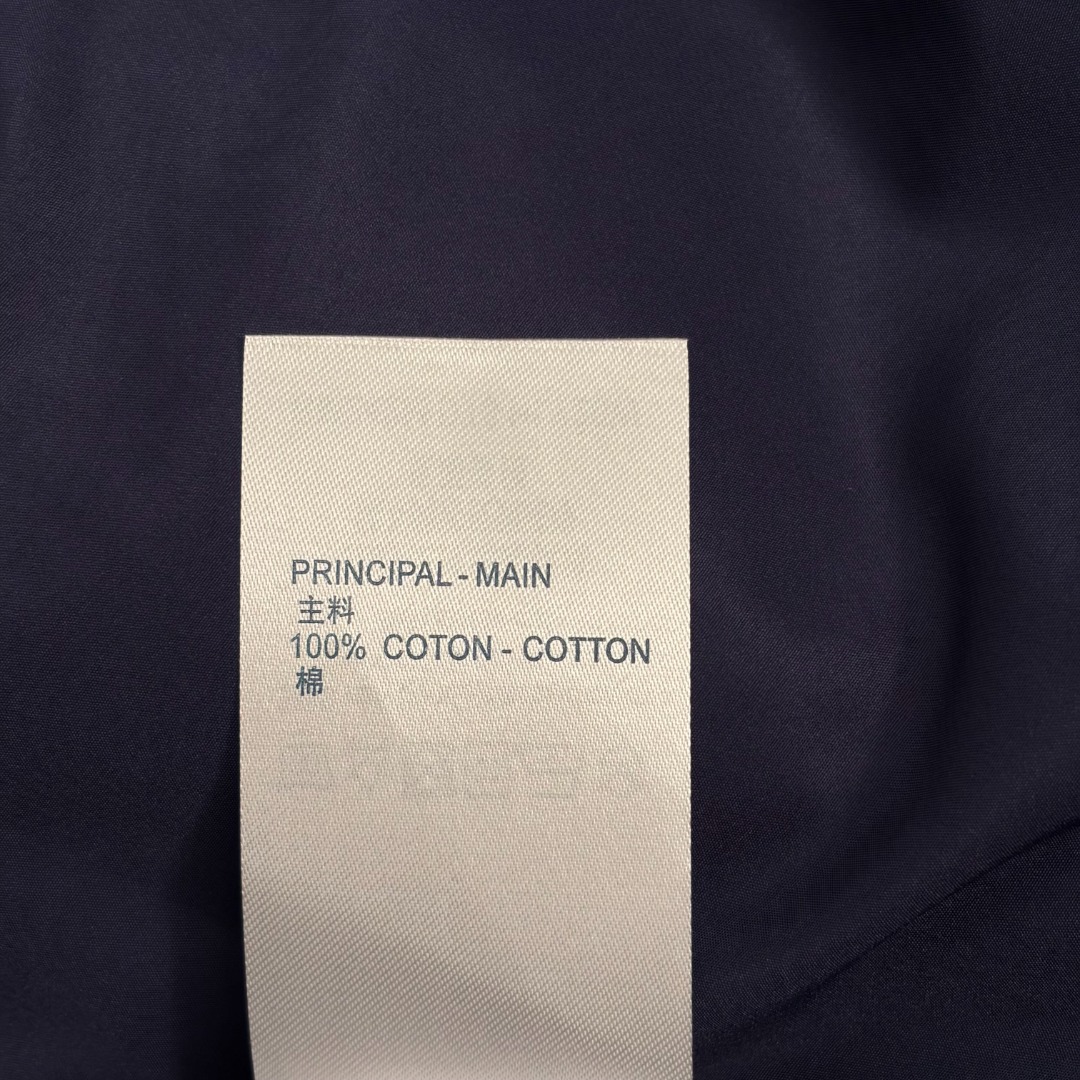 PRINCIPAL - MAIN
主料
100% COTON - COTTON
棉